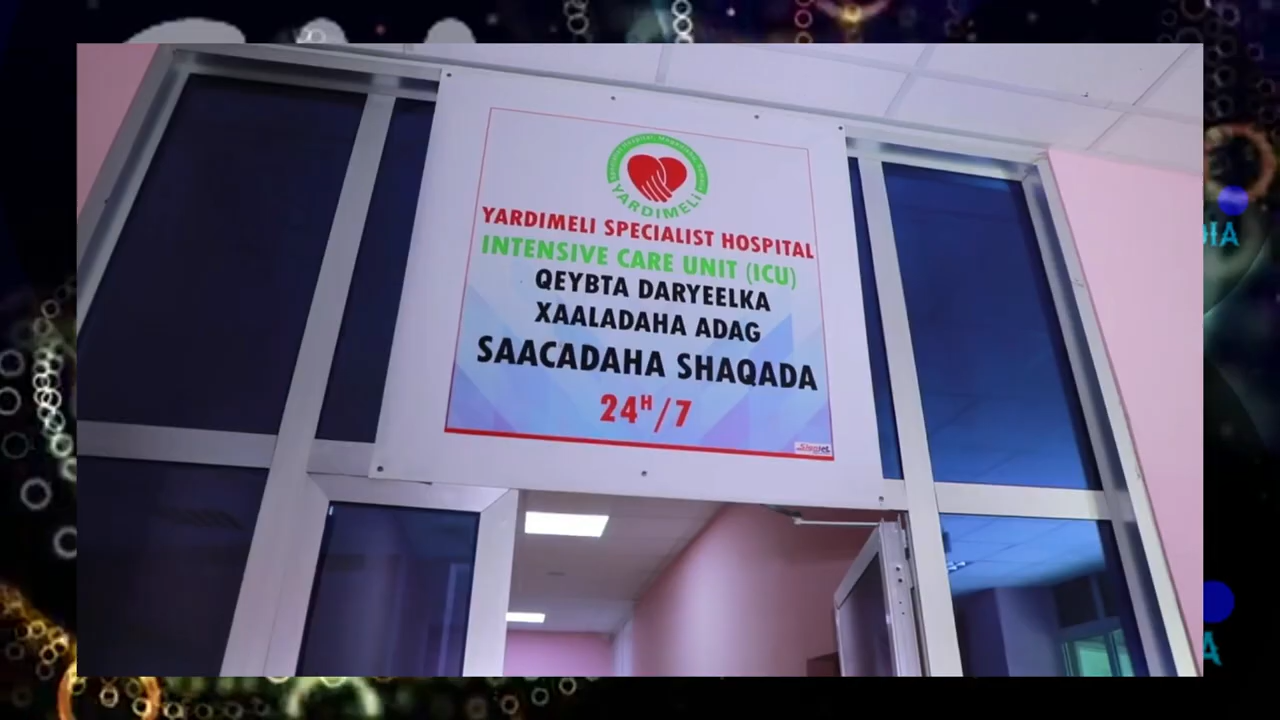 YARDIMELI
YARDIMELI SPECIALIST HOSPITAL
INTENSIVE CARE UNIT (ICU)
QEYBTA DARYEELKA
XAALADAHA ADAG
SAACADAHA SHAQADA
24H/7